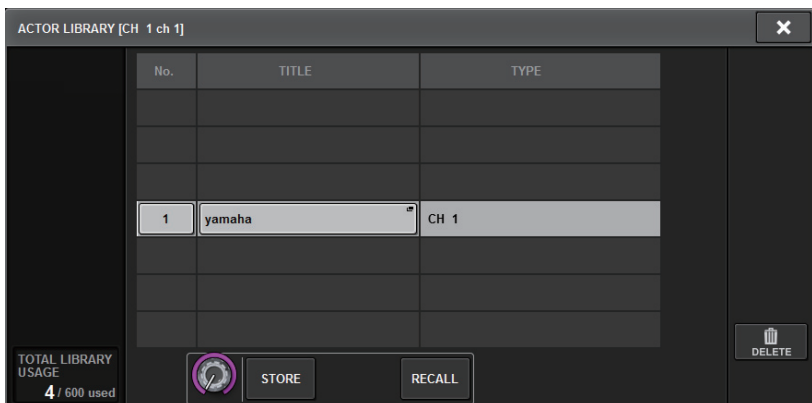 ACTOR LIBRARY [CH  1 ch 1]
No. TITLE TYPE
1 yamaha CH  1
DELETE
TOTAL LIBRARY
USAGE
4 / 600 used
STORE RECALL